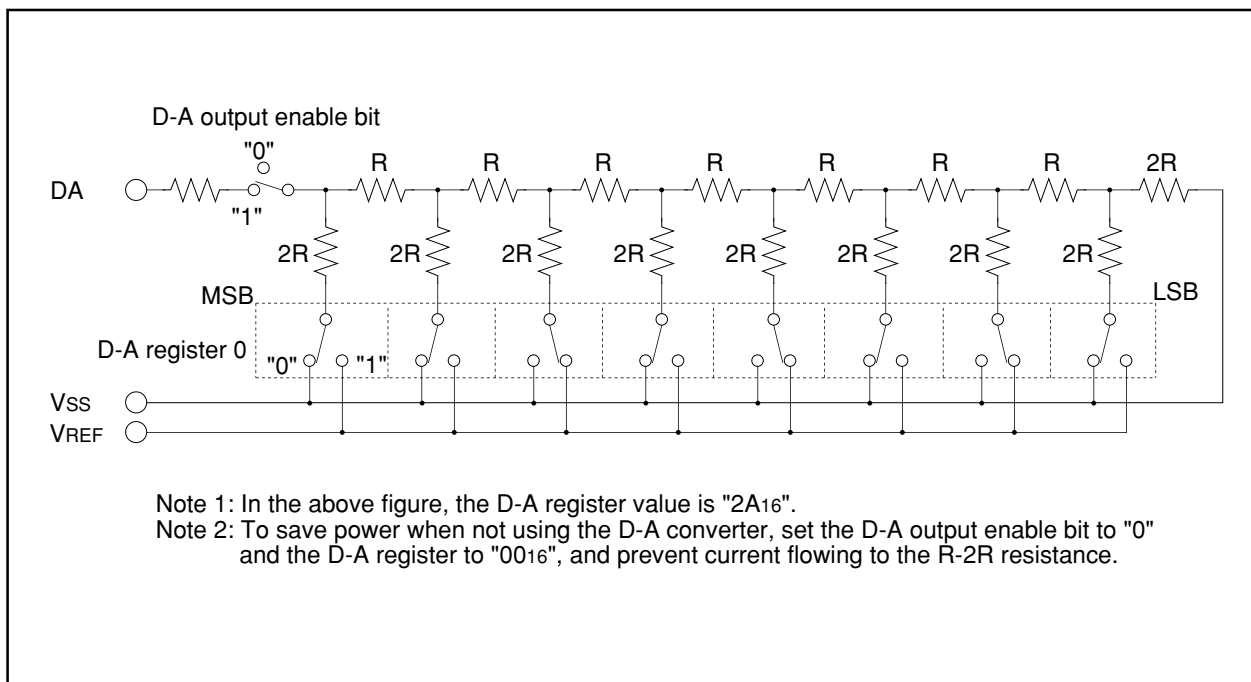 D-A output enable bit
"0"
R R R R R R R 2R
DA
"1"
2R 2R 2R 2R 2R 2R 2R 2R
MSB LSB
D-A register 0 "0" "1"
VSS
VREF
Note 1: In the above figure, the D-A register value is "2A16".
Note 2: To save power when not using the D-A converter, set the D-A output enable bit to "0"
and the D-A register to "0016", and prevent current flowing to the R-2R resistance.